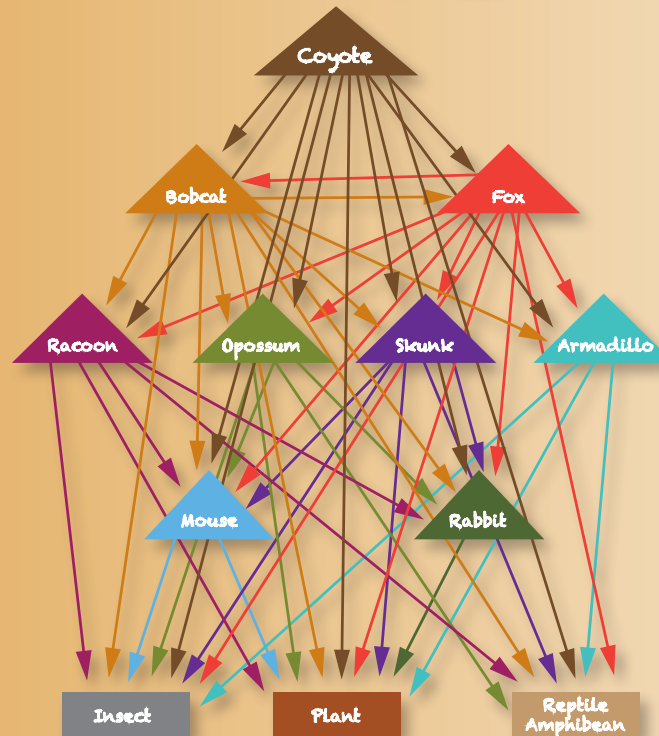 Coyote
Bobcat
Fox
Racoon
Opossum
Skunk
Armadillo
Mouse
Rabbit
Insect
Plant
Reptile
Amphibean